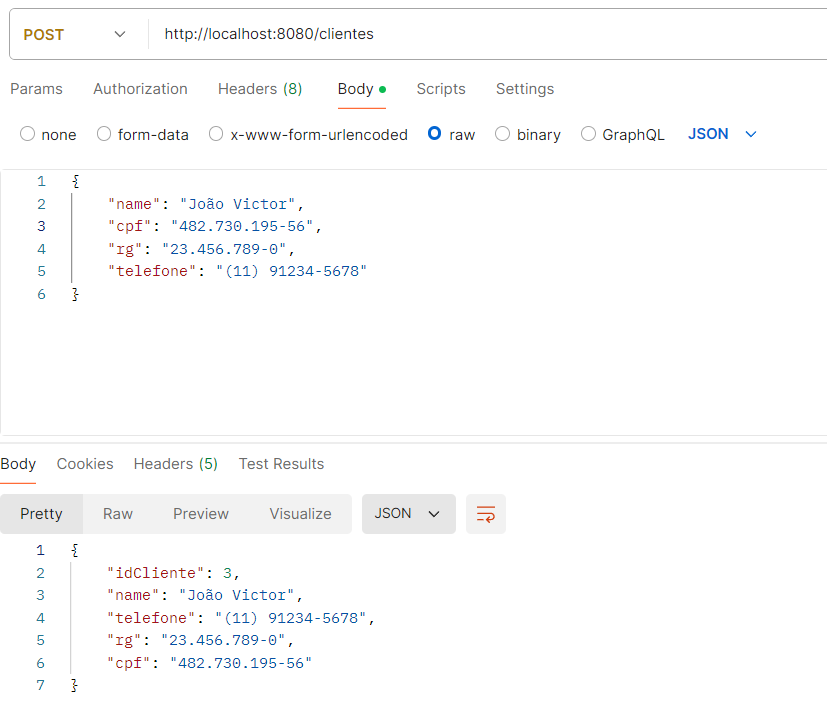 POST http://localhost:8080/clientes
Params Authorization Headers (8) Body Scripts Settings
none form-data x-www-form-urlencoded raw binary GraphQL JSON
1 {
2 "name": "João Victor",
3 "cpf": "482.730.195-56",
4 "rg": "23.456.789-0",
5 "telefone": "(11) 91234-5678"
6 }
Body Cookies Headers (5) Test Results
Pretty Raw Preview Visualize JSON
1 {
2 "idCliente": 3,
3 "name": "João Victor",
4 "telefone": "(11) 91234-5678",
5 "rg": "23.456.789-0",
6 "cpf": "482.730.195-56"
7 }